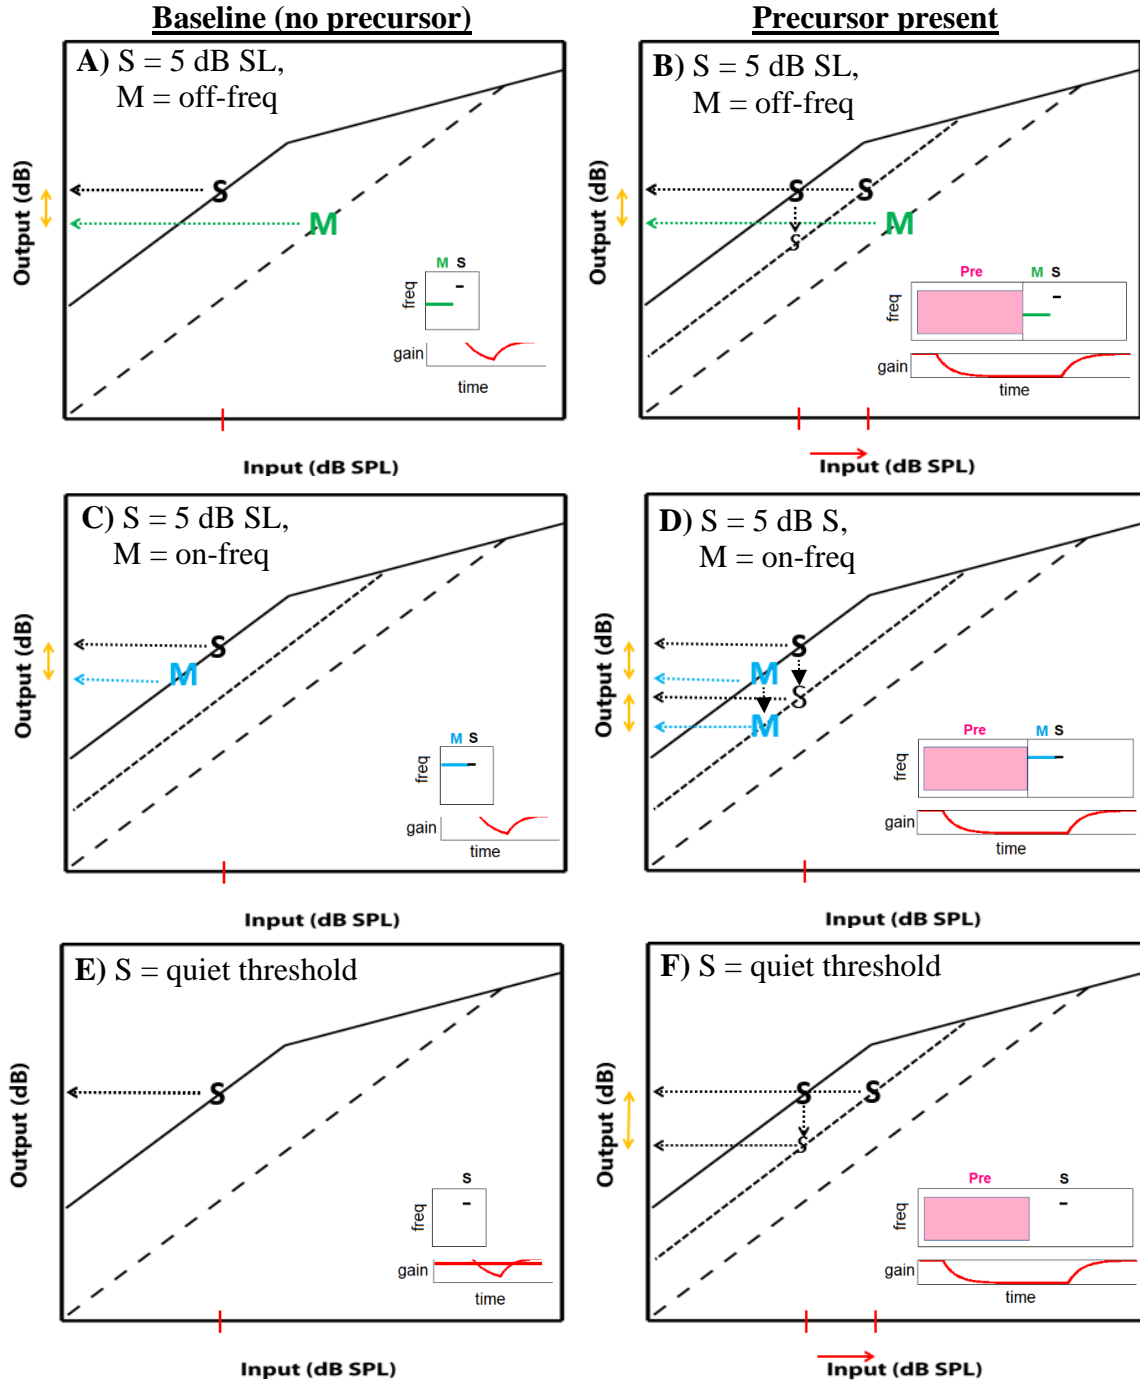 Baseline (no precursor)
Precursor present
A) S = 5 dB SL,
M = off-freq
Output (dB)
S
M
M S
freq
gain
time
Input (dB SPL)
B) S = 5 dB SL,
M = off-freq
Output (dB)
S
S
S
M
Pre
M S
freq
gain
time
Input (dB SPL)
C) S = 5 dB SL,
M = on-freq
Output (dB)
S
M
M S
freq
gain
time
Input (dB SPL)
D) S = 5 dB S,
M = on-freq
Output (dB)
S
M
S
M
Pre
M S
freq
gain
time
Input (dB SPL)
E) S = quiet threshold
Output (dB)
S
S
freq
gain
time
Input (dB SPL)
F) S = quiet threshold
Output (dB)
S
S
S
Pre
S
freq
gain
time
Input (dB SPL)